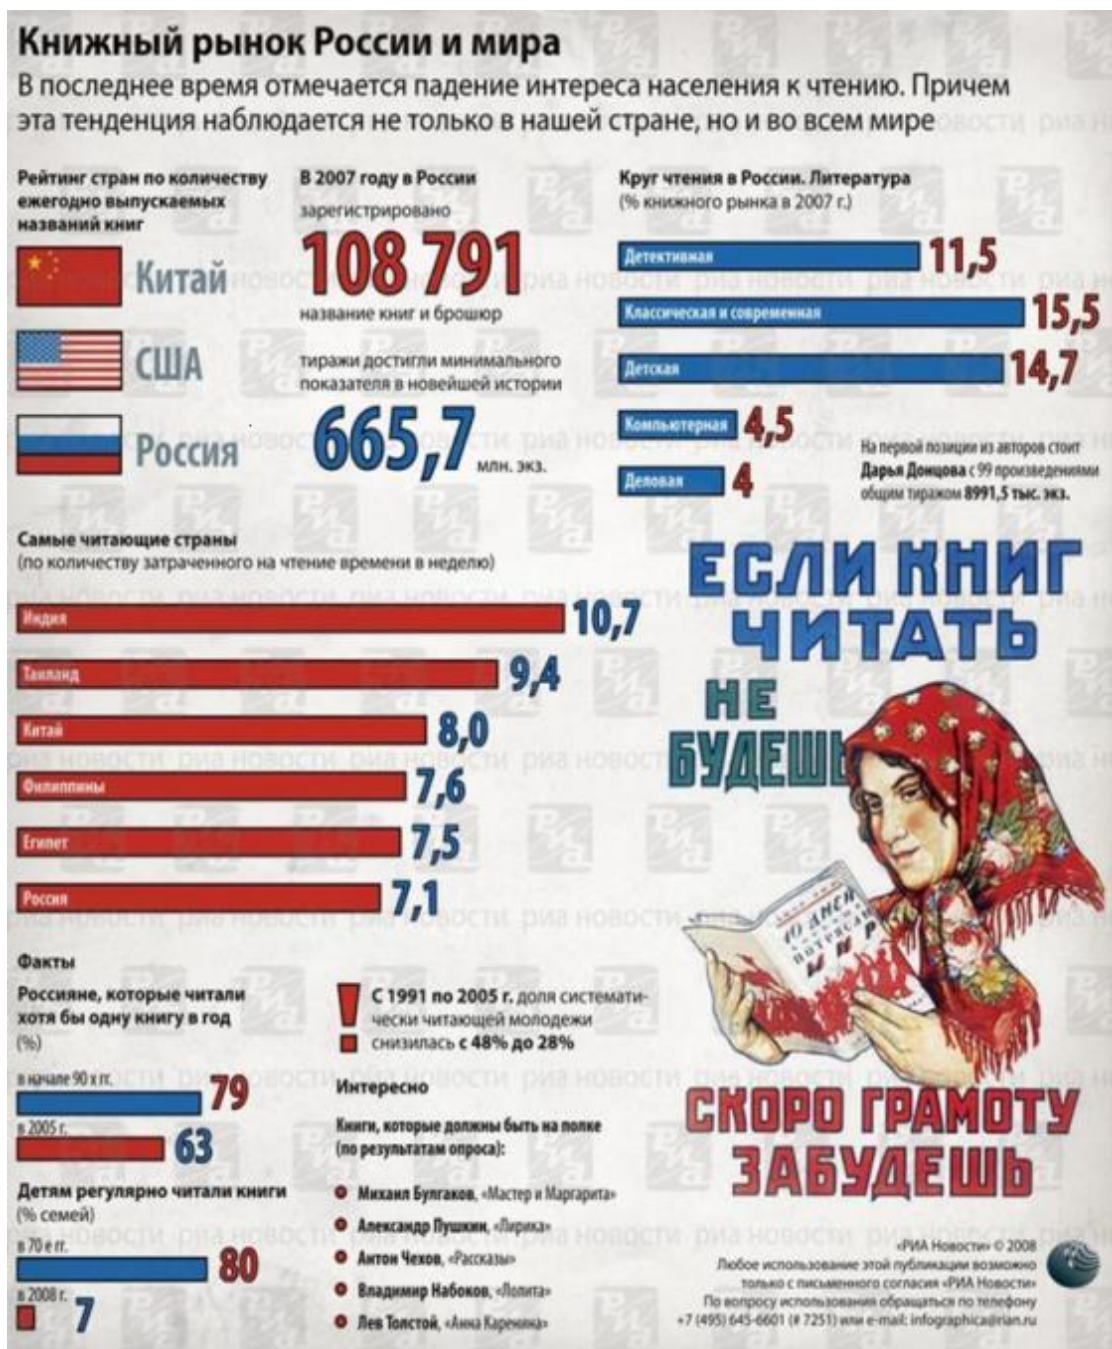 Книжный рынок России и мира
В последнее время отмечается падение интереса населения к чтению. Причем
эта тенденция наблюдается не только в нашей стране, но и во всем мире
Рейтинг стран по количеству
ежегодно выпускаемых
названий книг
Китай
США
Россия
В 2007 году в России
зарегистрировано
108 791
название книг и брошюр
тиражи достигли минимального
показателя в новейшей истории
665,7 млн. экз.
Круг чтения в России. Литература
(% книжного рынка в 2007 г.)
Детективная 11,5
Классическая и современная 15,5
Детская 14,7
Компьютерная 4,5
Деловая 4
На первой позиции из авторов стоит
Дарья Донцова с 99 произведениями
общим тиражом 8991,5 тыс. экз.
Самые читающие страны
(по количеству затраченного на чтение времени в неделю)
Индия 10,7
Таиланд 9,4
Китай 8,0
Филиппины 7,6
Египет 7,5
Россия 7,1
ЕСЛИ КНИГ
ЧИТАТЬ
НЕ
БУДЕШЬ
10 ДНЕЙ
МИР
СКОРО ГРАМОТУ
ЗАБУДЕШЬ
Факты
Россияне, которые читали
хотя бы одну книгу в год
(%)
в начале 90 х гг.
79
в 2005 г.
63
Детям регулярно читали книги
(% семей)
в 70 е гг.
80
в 2008 г.
7
! С 1991 по 2005 г. доля системати-
чески читающей молодежи
снизилась с 48% до 28%
Интересно
Книги, которые должны быть на полке
(по результатам опроса):
Михаил Булгаков, «Мастер и Маргарита»
Александр Пушкин, «Лирика»
Антон Чехов, «Рассказы»
Владимир Набоков, «Лолита»
Лев Толстой, «Анна Каренина»
«РИА Новости» © 2008
Любое использование этой публикации возможно
только с письменного согласия «РИА Новости»
По вопросу использования обращаться по телефону
+7 (495) 645-6601 (# 7251) или e-mail: infographica@rian.ru